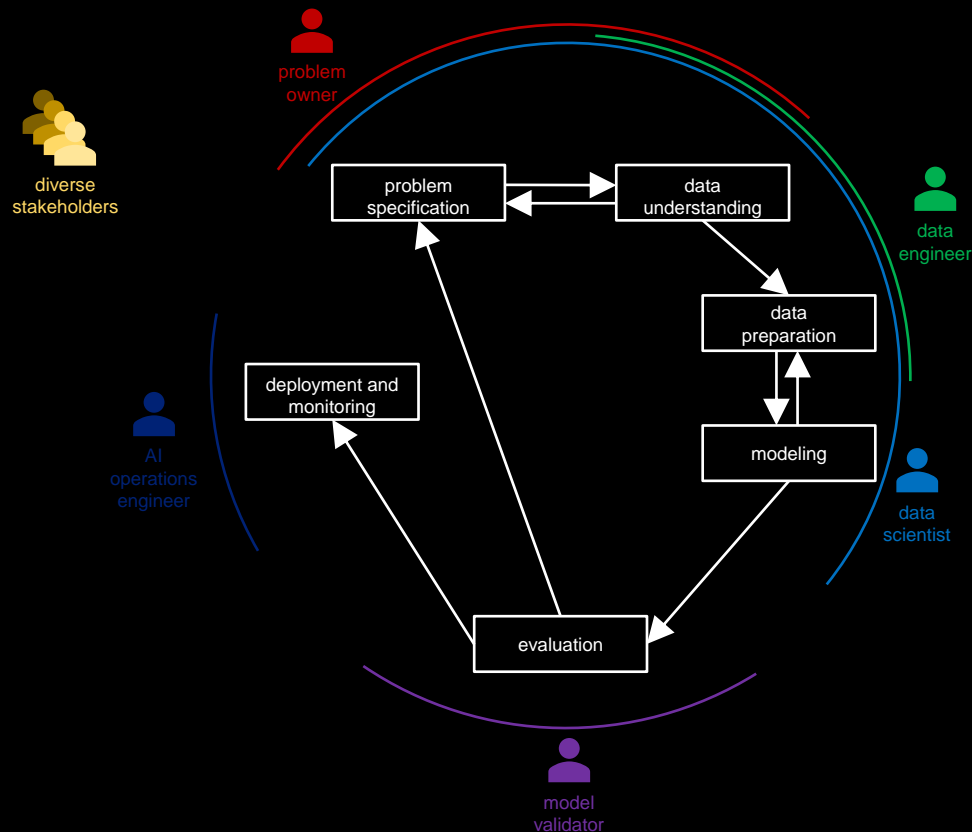 problem
owner
diverse
stakeholders
problem
specification
data
understanding
data
engineer
data
preparation
deployment and
monitoring
modeling
AI
operations
engineer
data
scientist
evaluation
model
validator